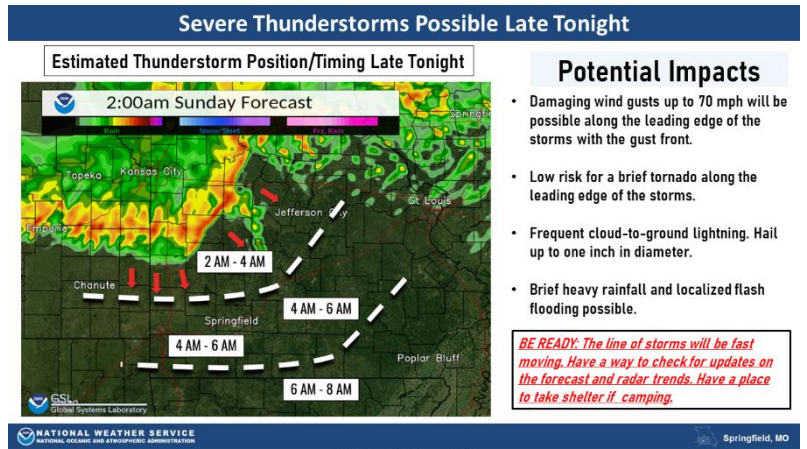 Severe Thunderstorms Possible Late Tonight
Estimated Thunderstorm Position/Timing Late Tonight
2:00am Sunday Forecast
Rain
Snow/Sleet
Frz. Rain
Topeka
Kansas City
Jefferson City
St Louis
Emporia
2 AM - 4 AM
Chanute
4 AM - 6 AM
Springfield
4 AM - 6 AM
Poplar Bluff
6 AM - 8 AM
GSL
Global Systems Laboratory
Potential Impacts
• Damaging wind gusts up to 70 mph will be
possible along the leading edge of the
storms with the gust front.
• Low risk for a brief tornado along the
leading edge of the storms.
• Frequent cloud-to-ground lightning. Hail
up to one inch in diameter.
• Brief heavy rainfall and localized flash
flooding possible.
BE READY: The line of storms will be fast
moving. Have a way to check for updates on
the forecast and radar trends. Have a place
to take shelter if camping.
NATIONAL WEATHER SERVICE
NATIONAL OCEANIC AND ATMOSPHERIC ADMINISTRATION
Springfield, MO